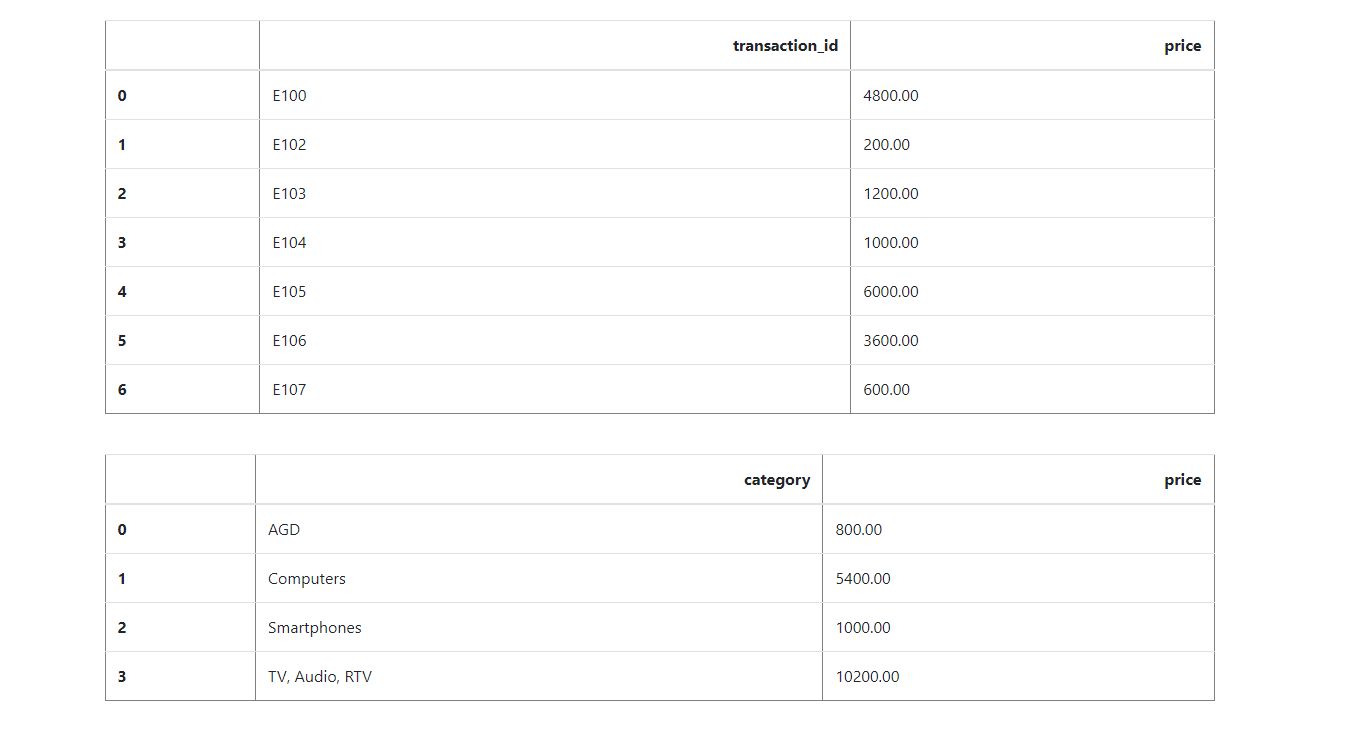 transaction_id price
0 E100 4800.00
1 E102 200.00
2 E103 1200.00
3 E104 1000.00
4 E105 6000.00
5 E106 3600.00
6 E107 600.00
category price
0 AGD 800.00
1 Computers 5400.00
2 Smartphones 1000.00
3 TV, Audio, RTV 10200.00